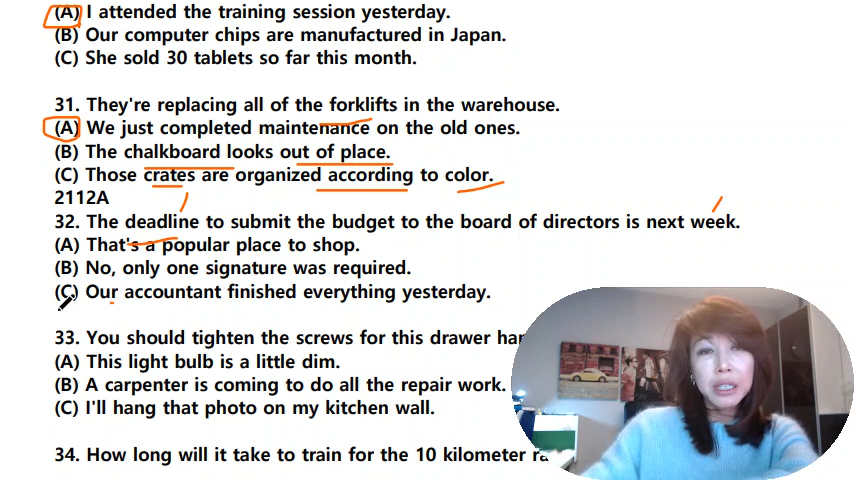 (A) I attended the training session yesterday.
(B) Our computer chips are manufactured in Japan.
(C) She sold 30 tablets so far this month.
31. They're replacing all of the forklifts in the warehouse.
(A) We just completed maintenance on the old ones.
(B) The chalkboard looks out of place.
(C) Those crates are organized according to color.
2112A
32. The deadline to submit the budget to the board of directors is next week.
(A) That's a popular place to shop.
(B) No, only one signature was required.
(C) Our accountant finished everything yesterday.
33. You should tighten the screws for this drawer
(A) This light bulb is a little dim.
(B) A carpenter is coming to do all the repair work.
(C) I'll hang that photo on my kitchen wall.
34. How long will it take to train for the 10 kilometer